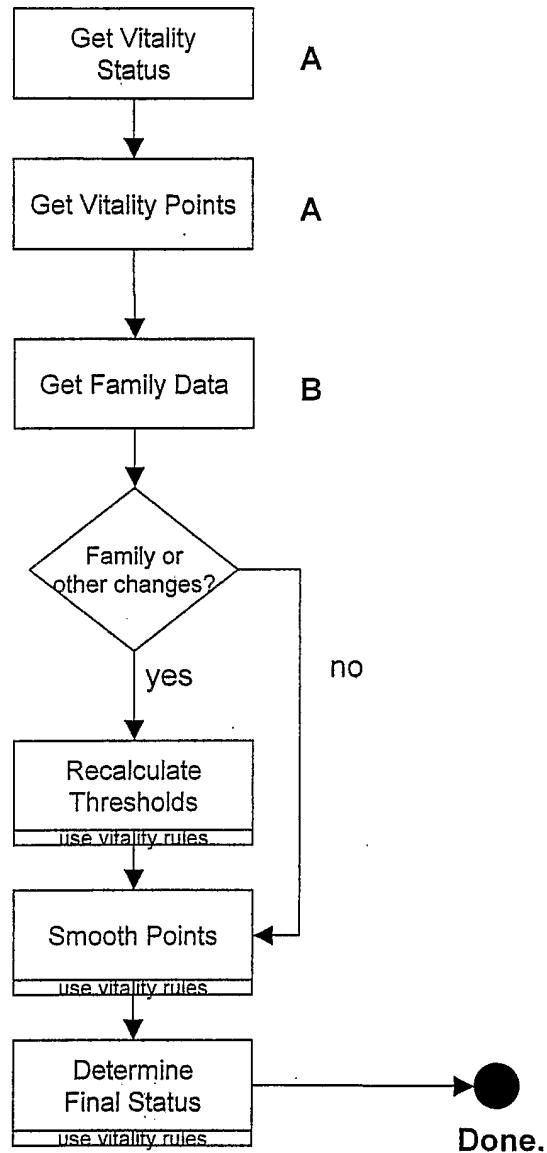 Get Vitality
Status
A
Get Vitality Points
A
Get Family Data
B
Family or
other changes?
yes
no
Recalculate
Thresholds
use vitality rules
Smooth Points
use vitality rules
Determine
Final Status
use vitality rules
Done.